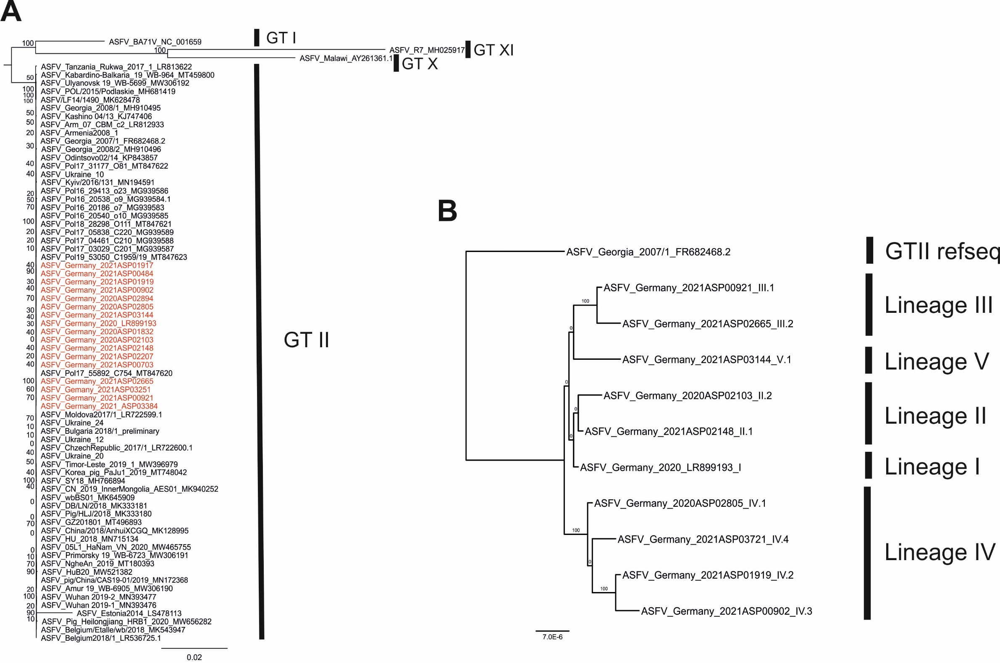 A
100
ASFV_BA71V_NC_001659
GT I
100
ASFV_R7_MH025917
GT XI
ASFV_Malawi_AY261361.1
GT X
ASFV_Tanzania_Rukwa_2017_1_LR813622
ASFV_Kabardino-Balkaria_19_WB-964_MT459800
50
ASFV_Ulyanovsk 19_WB-5699_MW306192
100
ASFV_POL/2015/Podlaskie_MH681419
100
100
ASFV/LF14/1490_MK628478
ASFV_Georgia_2008/1_MH910495
50
ASFV_Kashino 04/13_KJ747406
50
ASFV_Arm_07_CBM_c2_LR812933
20
ASFV_Armenia2008_1
ASFV_Georgia_2007/1_FR682468.2
30
ASFV_Georgia_2008/2_MH910496
ASFV_Odintsovo02/14_KP843857
40
ASFV_Pol17_31177_O81_MT847622
40
ASFV_Ukraine_10
ASFV_Kyiv/2016/131_MN194591
ASFV_Pol16_29413_o23_MG939586
20
50
ASFV_Pol16_20538_o9_MG939584.1
70
ASFV_Pol16_20186_o7_MG939583
ASFV_Pol16_20540_o10_MG939585
100
ASFV_Pol18_28298_O111_MT847621
20
ASFV_Pol17_05838_C220_MG939589
20
ASFV_Pol17_04461_C210_MG939588
10
ASFV_Pol17_03029_C201_MG939587
ASFV_Pol19_53050_C1959/19_MT847623
40
ASFV_Germany_2021ASP01917
90
ASFV_Germany_2021ASP00484
30
ASFV_Germany_2021ASP01919
40
ASFV_Germany_2021ASP00902
70
ASFV_Germany_2020ASP02894
ASFV_Germany_2020ASP02805
30
ASFV_Germany_2021ASP03144
40
30
ASFV_Germany_2020_LR899193
40
ASFV_Germany_2020ASP01832
0
ASFV_Germany_2020ASP02103
GT II
40
ASFV_Germany_2021ASP02148
20
ASFV_Germany_2021ASP02207
40
ASFV_Germany_2021ASP00703
ASFV_Pol17_55892_C754_MT847620
100
ASFV_Germany_2021ASP02665
60
ASFV_Gemany_2021ASP03251
70
ASFV_Germany_2021ASP00921
ASFV_Germany_2021_ASP03384
ASFV_Moldova2017/1_LR722599.1
70
ASFV_Ukraine_24
10
ASFV_Bulgaria 2018/1_preliminary
10
ASFV_Ukraine_12
0
ASFV_ChzechRepublic_2017/1_LR722600.1
40
ASFV_Ukraine_20
50
ASFV_Timor-Leste_2019_1_MW396979
40
ASFV_Korea_pig_PaJu1_2019_MT748042
100
ASFV_SY18_MH766894
40
ASFV_CN_2019_InnerMongolia_AES01_MK940252
ASFV_wbBS01_MK645909
0
ASFV_DB/LN/2018_MK333181
ASFV_Pig/HLJ/2018_MK333180
0
ASFV_GZ201801_MT496893
70
ASFV_China/2018/AnhuiXCGQ_MK128995
0
ASFV_HU_2018_MN715134
ASFV_05L1_HaNam_VN_2020_MW465755
0
ASFV_Primorsky 19_WB-6723_MW306191
10
ASFV_NgheAn_2019_MT180393
70
ASFV_HuB20_MW521382
90
ASFV_pig/China/CAS19-01/2019_MN172368
ASFV_Amur 19_WB-6905_MW306190
20
ASFV_Wuhan 2019-2_MN393477
100
ASFV_Wuhan 2019-1_MN393476
20
ASFV_Estonia2014_LS478113
90
10
ASFV_Pig_Heilongjiang_HRB1_2020_MW656282
ASFV_Belgium/Etalle/wb/2018_MK543947
ASFV_Belgium2018/1_LR536725.1
0.02
B
ASFV_Georgia_2007/1_FR682468.2
GTII refseq
ASFV_Germany_2021ASP00921_III.1
100
Lineage III
ASFV_Germany_2021ASP02665_III.2
0
ASFV_Germany_2021ASP03144_V.1
Lineage V
0
ASFV_Germany_2020ASP02103_II.2
0
Lineage II
ASFV_Germany_2021ASP02148_II.1
0
ASFV_Germany_2020_LR899193_I
Lineage I
ASFV_Germany_2020ASP02805_IV.1
100
ASFV_Germany_2021ASP03721_IV.4
Lineage IV
0
ASFV_Germany_2021ASP01919_IV.2
100
ASFV_Germany_2021ASP00902_IV.3
7.0E-6